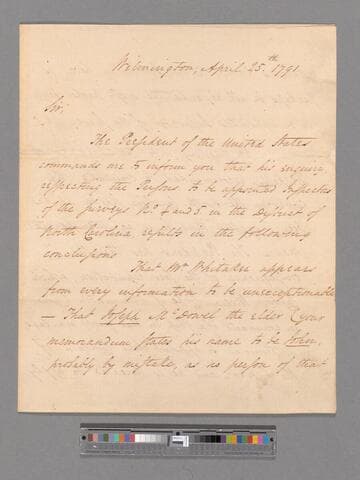 Wilmington, April 25.th 1791
Sir,
The President of the United States
commands me to inform you that his enquiry
respecting the Persons to be appointed Inspectors
of the surveys No. 4 and 5 in the District of
North Carolina results in the following
conclusions
That Mr Whitaker appears
from every information to be unexceptionable
— That Joseph McDowel the elder (your
memorandum states his name to be John,
probably by mistake, as no person of that